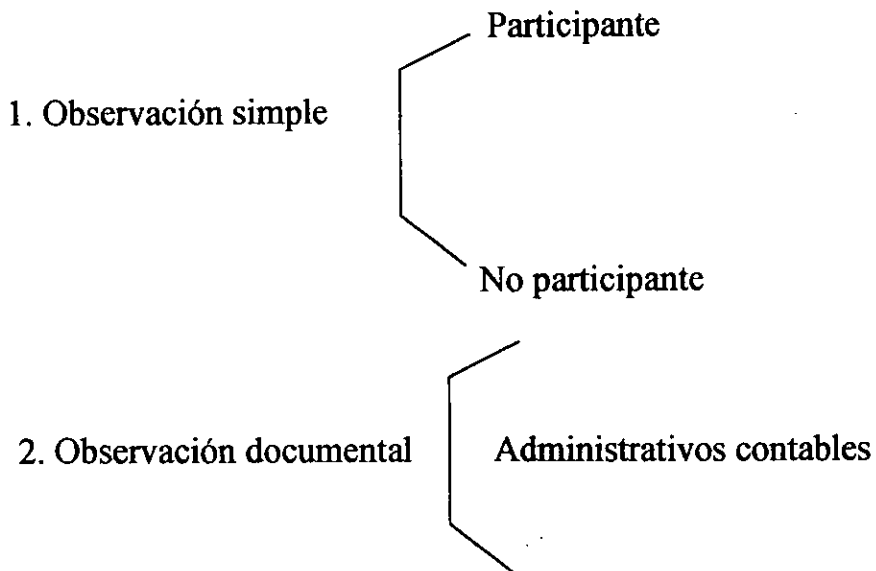 Participante
1. Observación simple
No participante
2. Observación documental
Administrativos contables